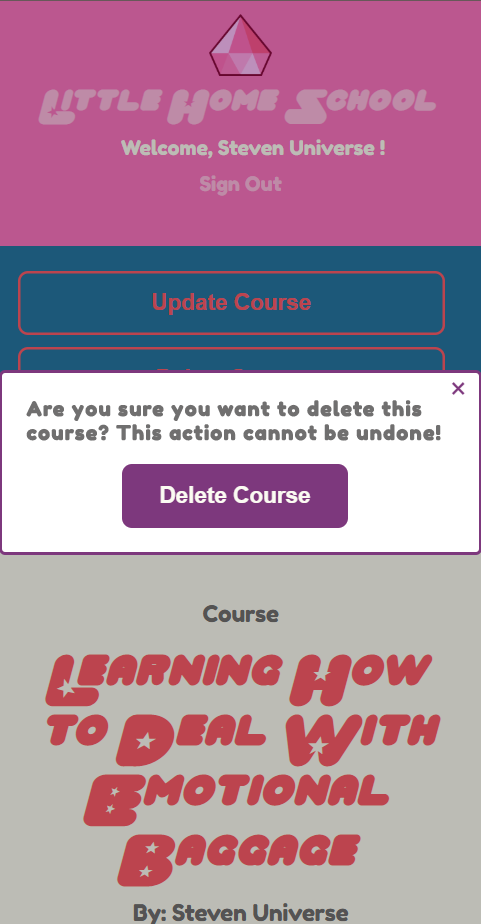 Little Home School
Welcome, Steven Universe !
Sign Out
Update Course
×
Are you sure you want to delete this
course? This action cannot be undone!
Delete Course
Course
Learning How
to Deal With
Emotional
Baggage
By: Steven Universe